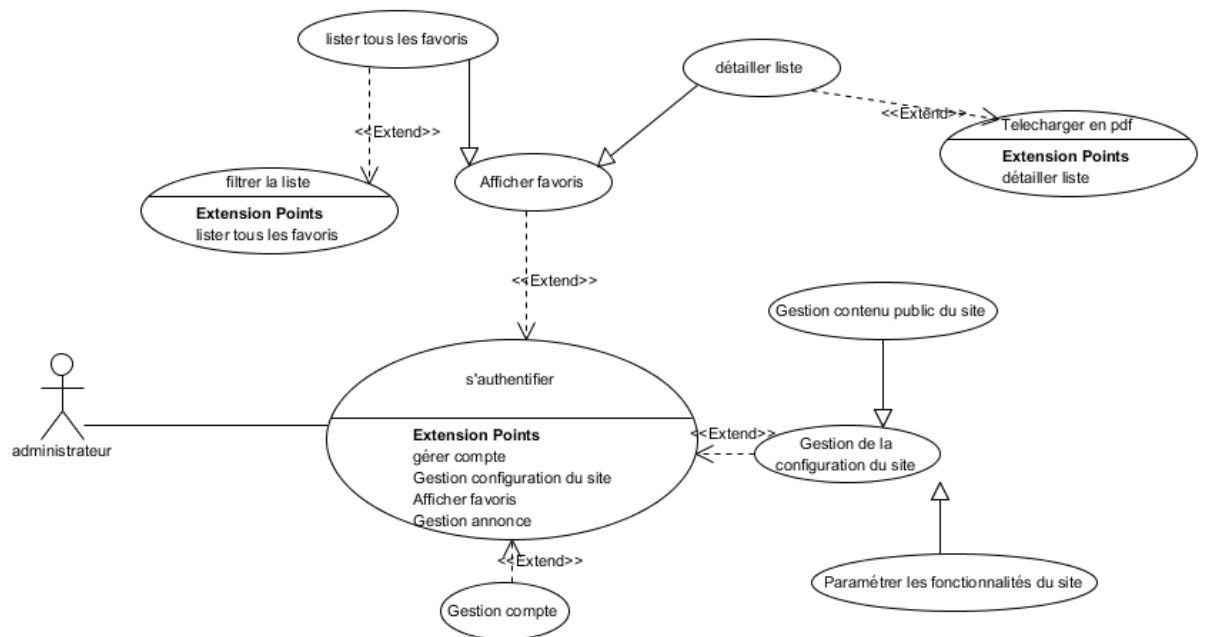 lister tous les favoris
détailler liste
<<Extend>>
<<Extend>>
Telecharger en pdf
Extension Points
détailler liste
filtrer la liste
Extension Points
lister tous les favoris
Afficher favoris
<<Extend>>
Gestion contenu public du site
s'authentifier
administrateur
Extension Points
gérer compte
Gestion configuration du site
Afficher favoris
Gestion annonce
<<Extend>>
Gestion de la
configuration du site
<<Extend>>
Gestion compte
Paramétrer les fonctionnalités du site